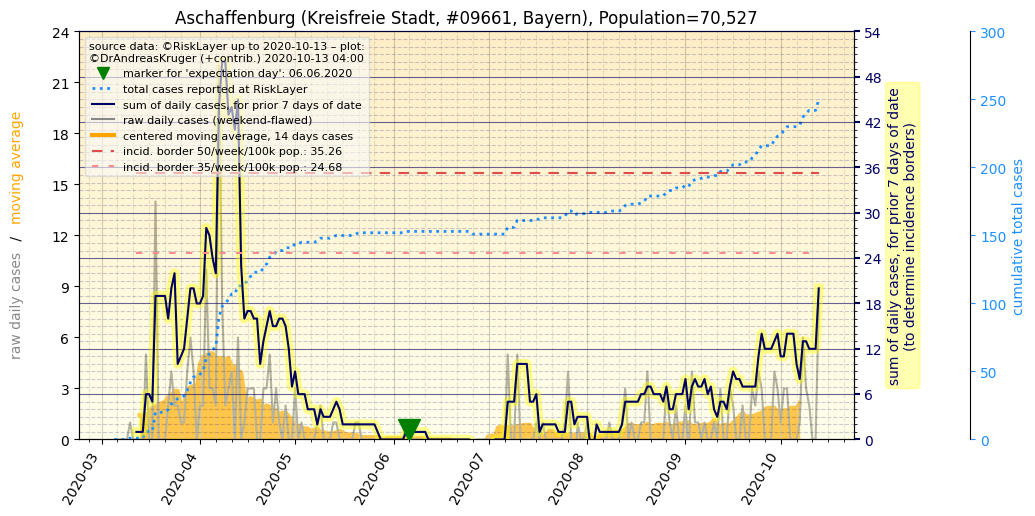 Aschaffenburg (Kreisfreie Stadt, #09661, Bayern), Population=70,527
source data: ©RiskLayer up to 2020-10-13 – plot:
©DrAndreasKruger (+contrib.) 2020-10-13 04:00
marker for 'expectation day': 06.06.2020
total cases reported at RiskLayer
sum of daily cases, for prior 7 days of date
raw daily cases (weekend-flawed)
centered moving average, 14 days cases
incid. border 50/week/100k pop.: 35.26
incid. border 35/week/100k pop.: 24.68
raw daily cases / moving average
24
21
18
15
12
9
6
3
0
54
48
42
36
30
24
18
12
6
0
sum of daily cases, for prior 7 days of date
(to determine incidence borders)
300
250
200
150
100
50
0
cumulative total cases
2020-03
2020-04
2020-05
2020-06
2020-07
2020-08
2020-09
2020-10